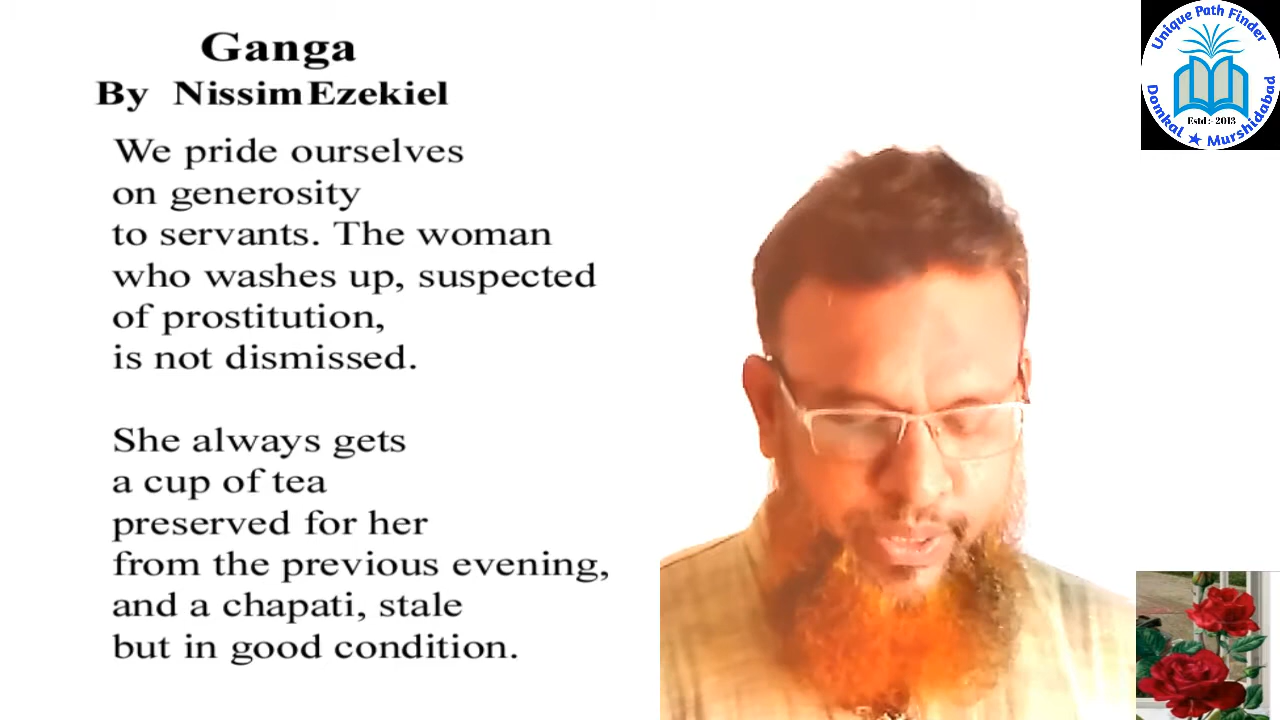 Ganga
By Nissim Ezekiel
We pride ourselves
on generosity
to servants. The woman
who washes up, suspected
of prostitution,
is not dismissed.
She always gets
a cup of tea
preserved for her
from the previous evening,
and a chapati, stale
but in good condition.
Unique Path Finder
Estd :- 2013
Domkal ★ Murshidabad